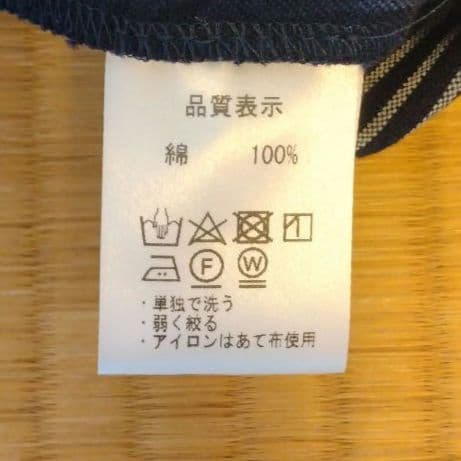 品質表示
綿 100%
F W
・単独で洗う
・弱く絞る
・アイロンはあて布使用